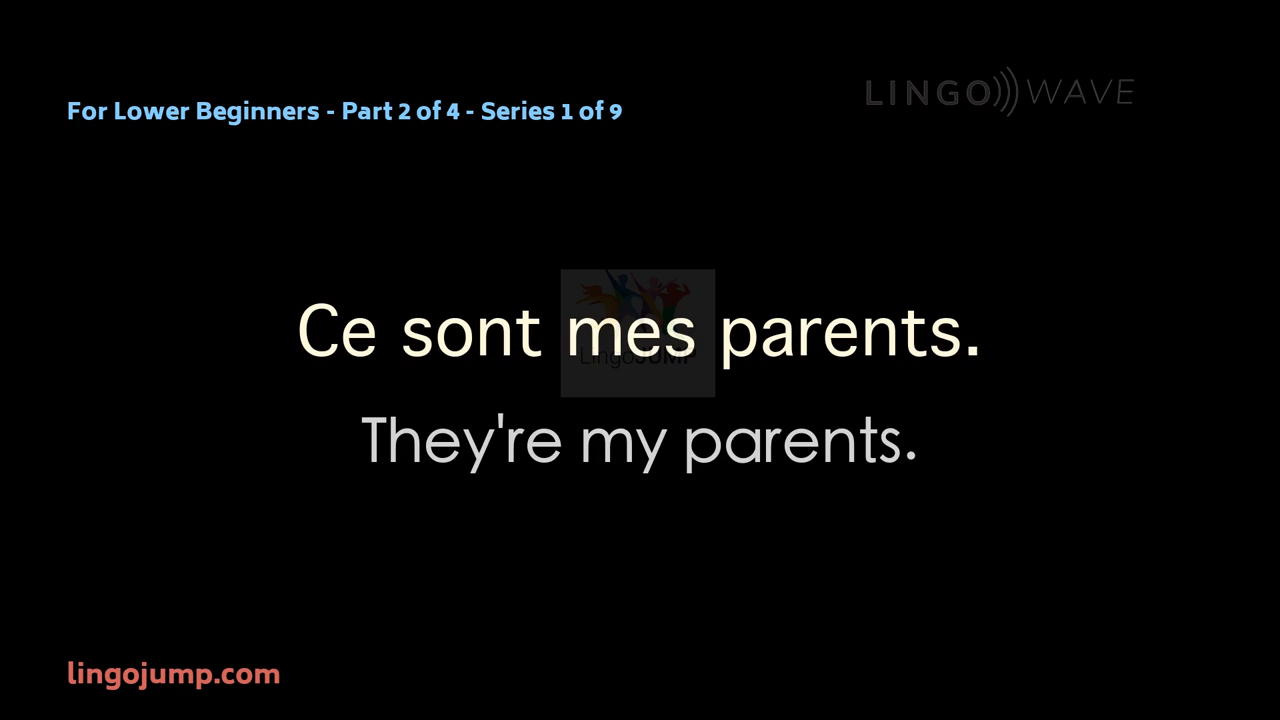 LINGO WAVE
For Lower Beginners - Part 2 of 4 - Series 1 of 9
Ce sont mes parents.
LingoJUMP
They're my parents.
lingojump.com